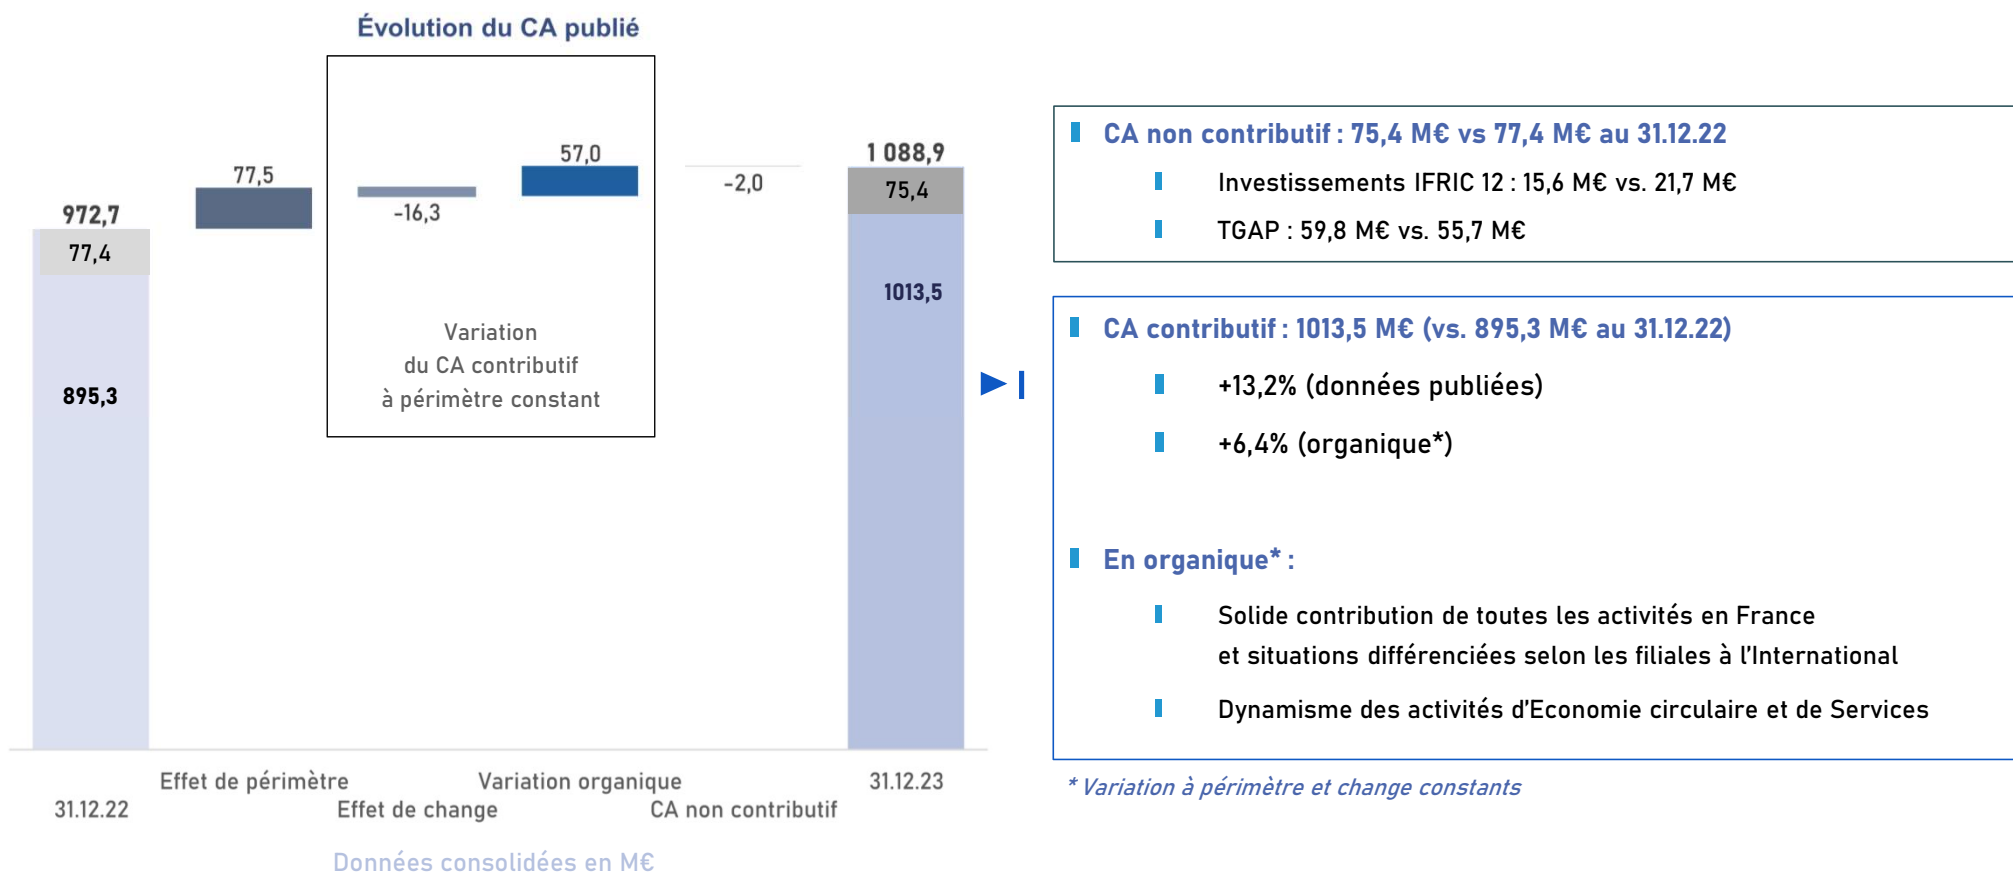 Évolution du CA publié
972,7
77,4
895,3
77,5
-16,3
57,0
-2,0
1 088,9
75,4
1013,5
Variation
du CA contributif
à périmètre constant
31.12.22
Effet de périmètre
Effet de change
Variation organique
CA non contributif
31.12.23
Données consolidées en M€
CA non contributif : 75,4 M€ vs 77,4 M€ au 31.12.22
Investissements IFRIC 12 : 15,6 M€ vs. 21,7 M€
TGAP : 59,8 M€ vs. 55,7 M€
CA contributif : 1013,5 M€ (vs. 895,3 M€ au 31.12.22)
+13,2% (données publiées)
+6,4% (organique*)
En organique* :
Solide contribution de toutes les activités en France
et situations différenciées selon les filiales à l'International
Dynamisme des activités d'Economie circulaire et de Services
* Variation à périmètre et change constants